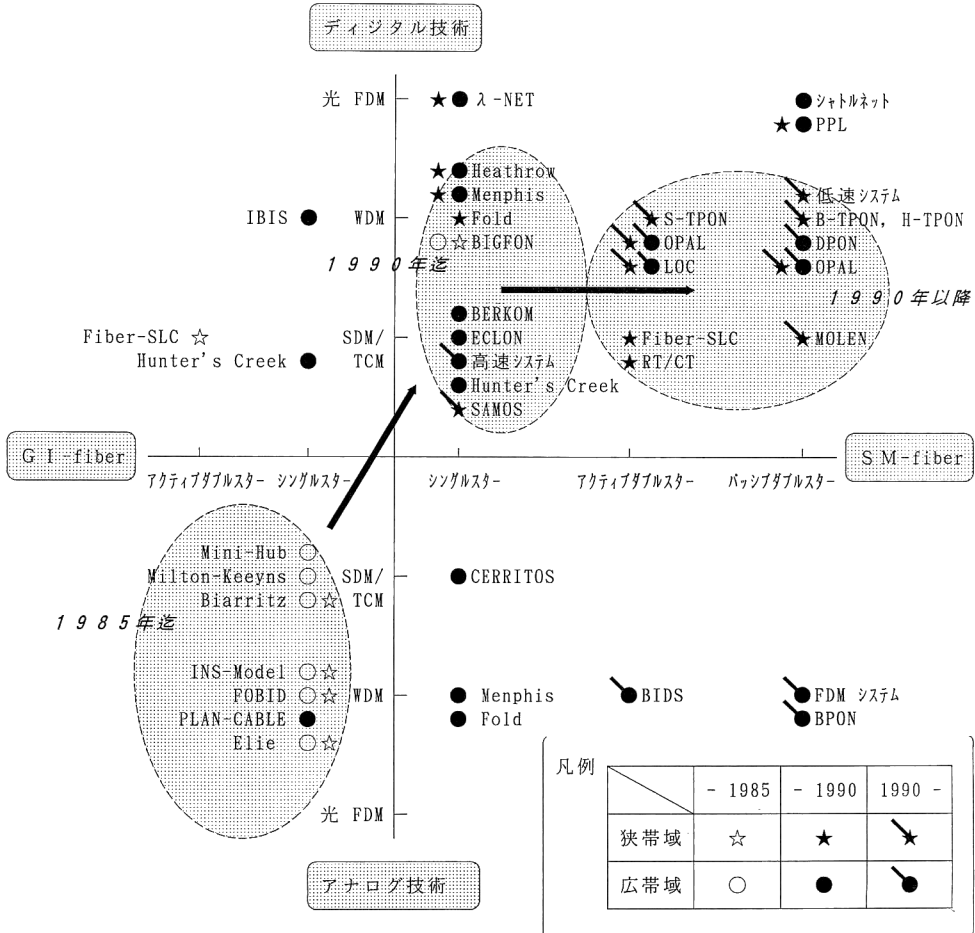 ディジタル技術
光 FDM
λ-NET
シャトルネット
PPL
Heathrow
Menphis
低速システム
IBIS
WDM
Fold
S-TPON
B-TPON, H-TPON
BIGFON
OPAL
DPON
1990年迄
LOC
OPAL
1990年以降
BERKOM
Fiber-SLC
SDM/
ECLON
Fiber-SLC
MOLEN
Hunter's Creek
TCM
高速システム
RT/CT
Hunter's Creek
SAMOS
GI-fiber
SM-fiber
アクティブダブルスター
シングルスター
シングルスター
アクティブダブルスター
パッシブダブルスター
Mini-Hub
Milton-Keeyns
SDM/
CERRITOS
Biarritz
TCM
1985年迄
INS-Model
FOBID
WDM
Menphis
BIDS
FDM システム
PLAN-CABLE
Fold
BPON
Elie
凡例
- 1985
- 1990
1990 -
光 FDM
狭帯域
広帯域
アナログ技術